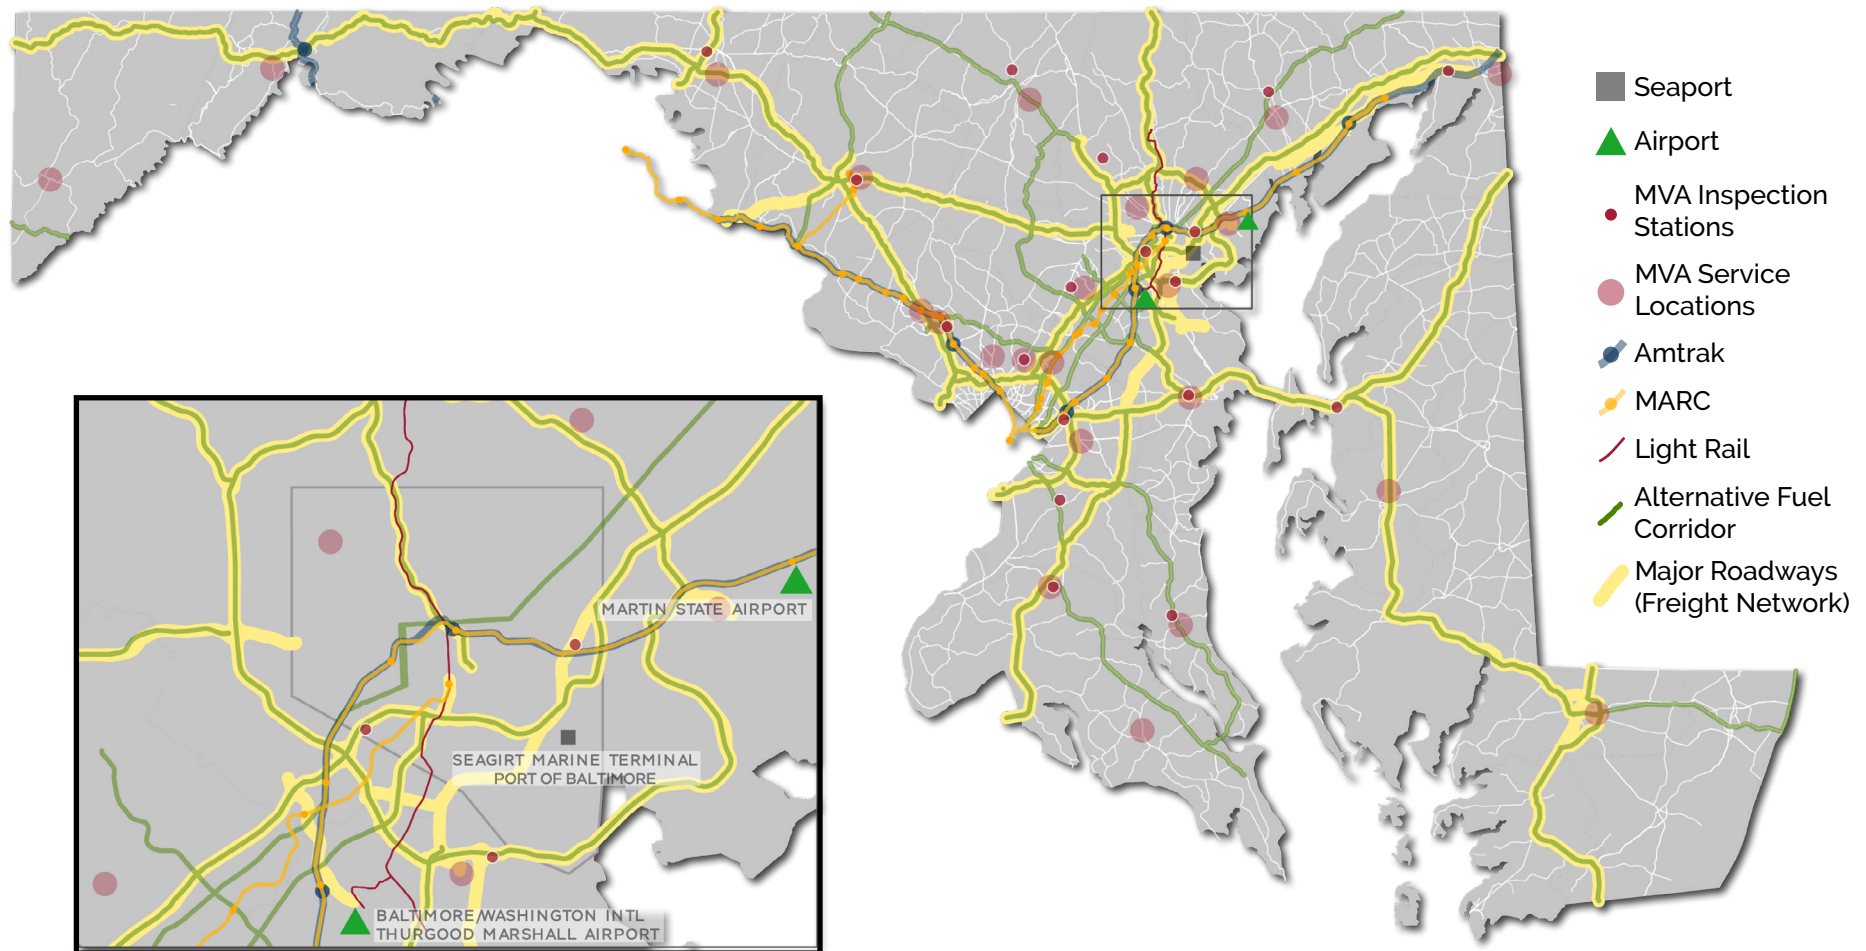 Seaport
Airport
MVA Inspection
Stations
MVA Service
Locations
Amtrak
MARC
Light Rail
Alternative Fuel
Corridor
Major Roadways
(Freight Network)
MARTIN STATE AIRPORT
SEAGIRT MARINE TERMINAL
PORT OF BALTIMORE
BALTIMORE/WASHINGTON INTL
THURGOOD MARSHALL AIRPORT